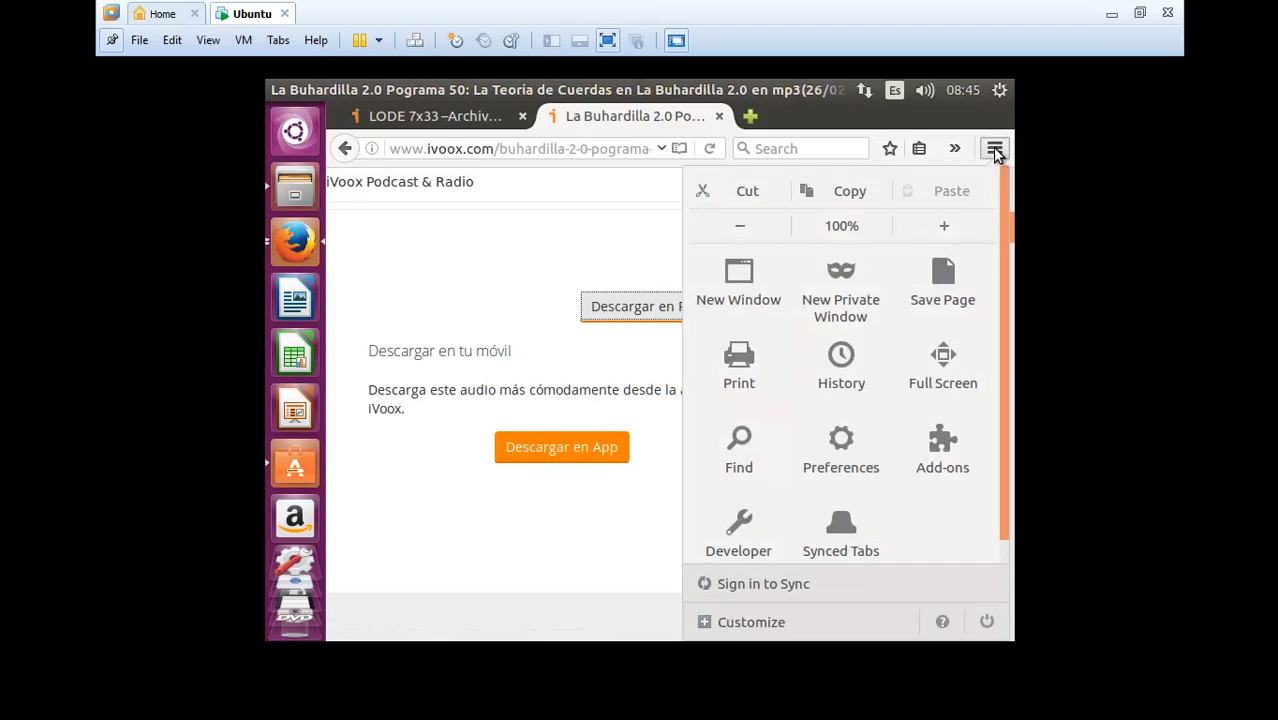 Home
Ubuntu
File Edit View VM Tabs Help
La Buhardilla 2.0 Pograma 50: La Teoría de Cuerdas en La Buhardilla 2.0 en mp3(26/02 Es 08:45
LODE 7x33 –Archiv...
La Buhardilla 2.0 Po...
www.ivoox.com/buhardilla-2-0-pograma-
Search
iVoox Podcast & Radio
Cut Copy Paste
100%
Descargar en
Descargar en tu móvil
Descarga este audio más cómodamente desde la
iVoox.
Descargar en App
New Window
New Private
Window
Save Page
Print
History
Full Screen
Find
Preferences
Add-ons
Developer
Synced Tabs
Sign in to Sync
Customize